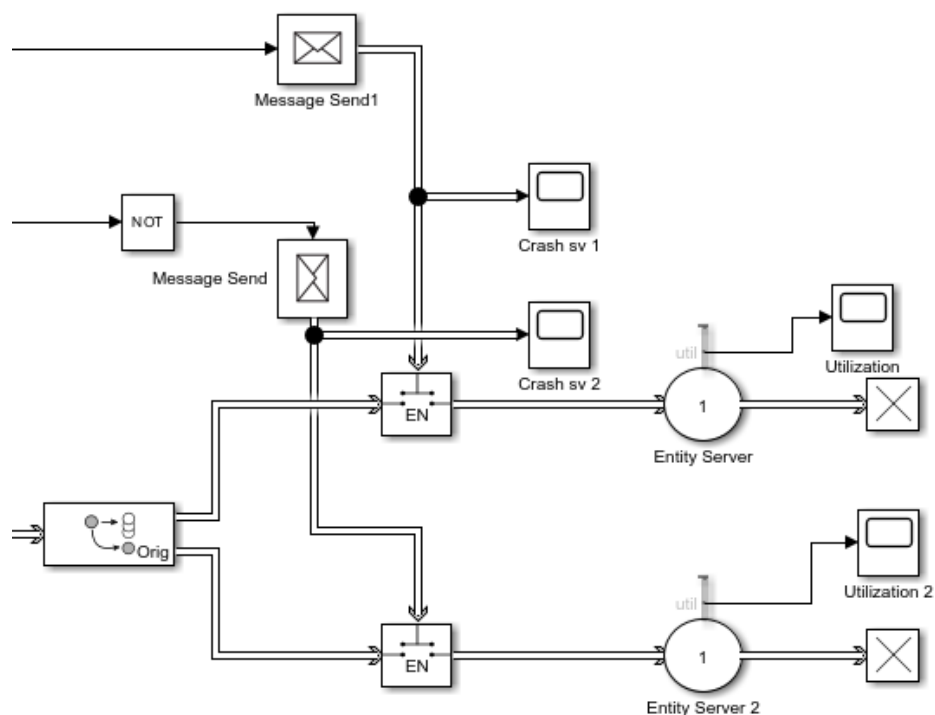 Message Send1
Crash sv 1
NOT
Message Send
Crash sv 2
util
Utilization
EN
1
Entity Server
Orig
util
Utilization 2
EN
1
Entity Server 2